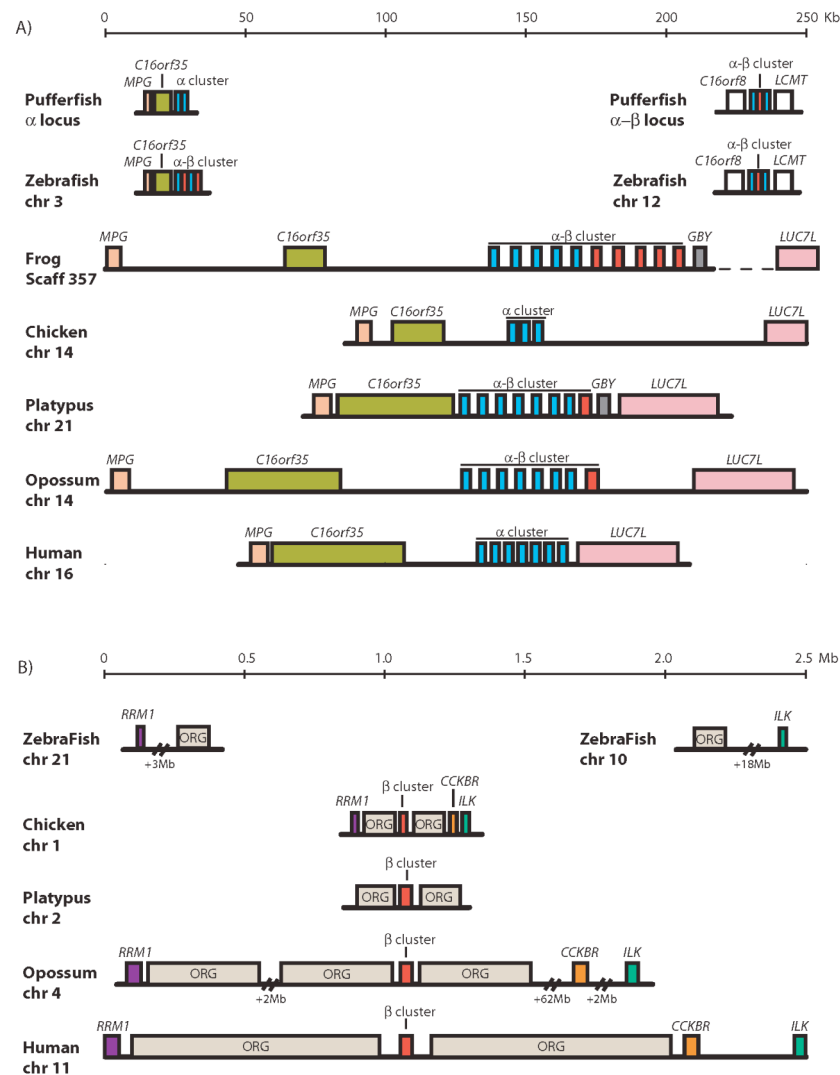 A)
0 50 100 150 200 250 Kb
C16orf35
MPG α cluster
Pufferfish
α locus
α-β cluster
C16orf8 LCMT
Pufferfish
α–β locus
C16orf35
MPG α-β cluster
Zebrafish
chr 3
α-β cluster
C16orf8 LCMT
Zebrafish
chr 12
MPG C16orf35 α-β cluster GBY LUC7L
Frog
Scaff 357
MPG C16orf35 α cluster LUC7L
Chicken
chr 14
MPG C16orf35 α-β cluster GBY LUC7L
Platypus
chr 21
MPG C16orf35 α-β cluster LUC7L
Opossum
chr 14
MPG C16orf35 α cluster LUC7L
Human
chr 16
B)
0 0.5 1.0 1.5 2.0 2.5 Mb
RRM1
ZebraFish ORG
chr 21 +3Mb
ILK
ZebraFish ORG
chr 10 +18Mb
β cluster CCKBR
RRM1 ILK
Chicken ORG ORG
chr 1
β cluster
Platypus ORG ORG
chr 2
β cluster
RRM1 CCKBR ILK
Opossum ORG ORG ORG
chr 4 +2Mb +62Mb +2Mb
β cluster
RRM1 CCKBR ILK
Human ORG ORG
chr 11